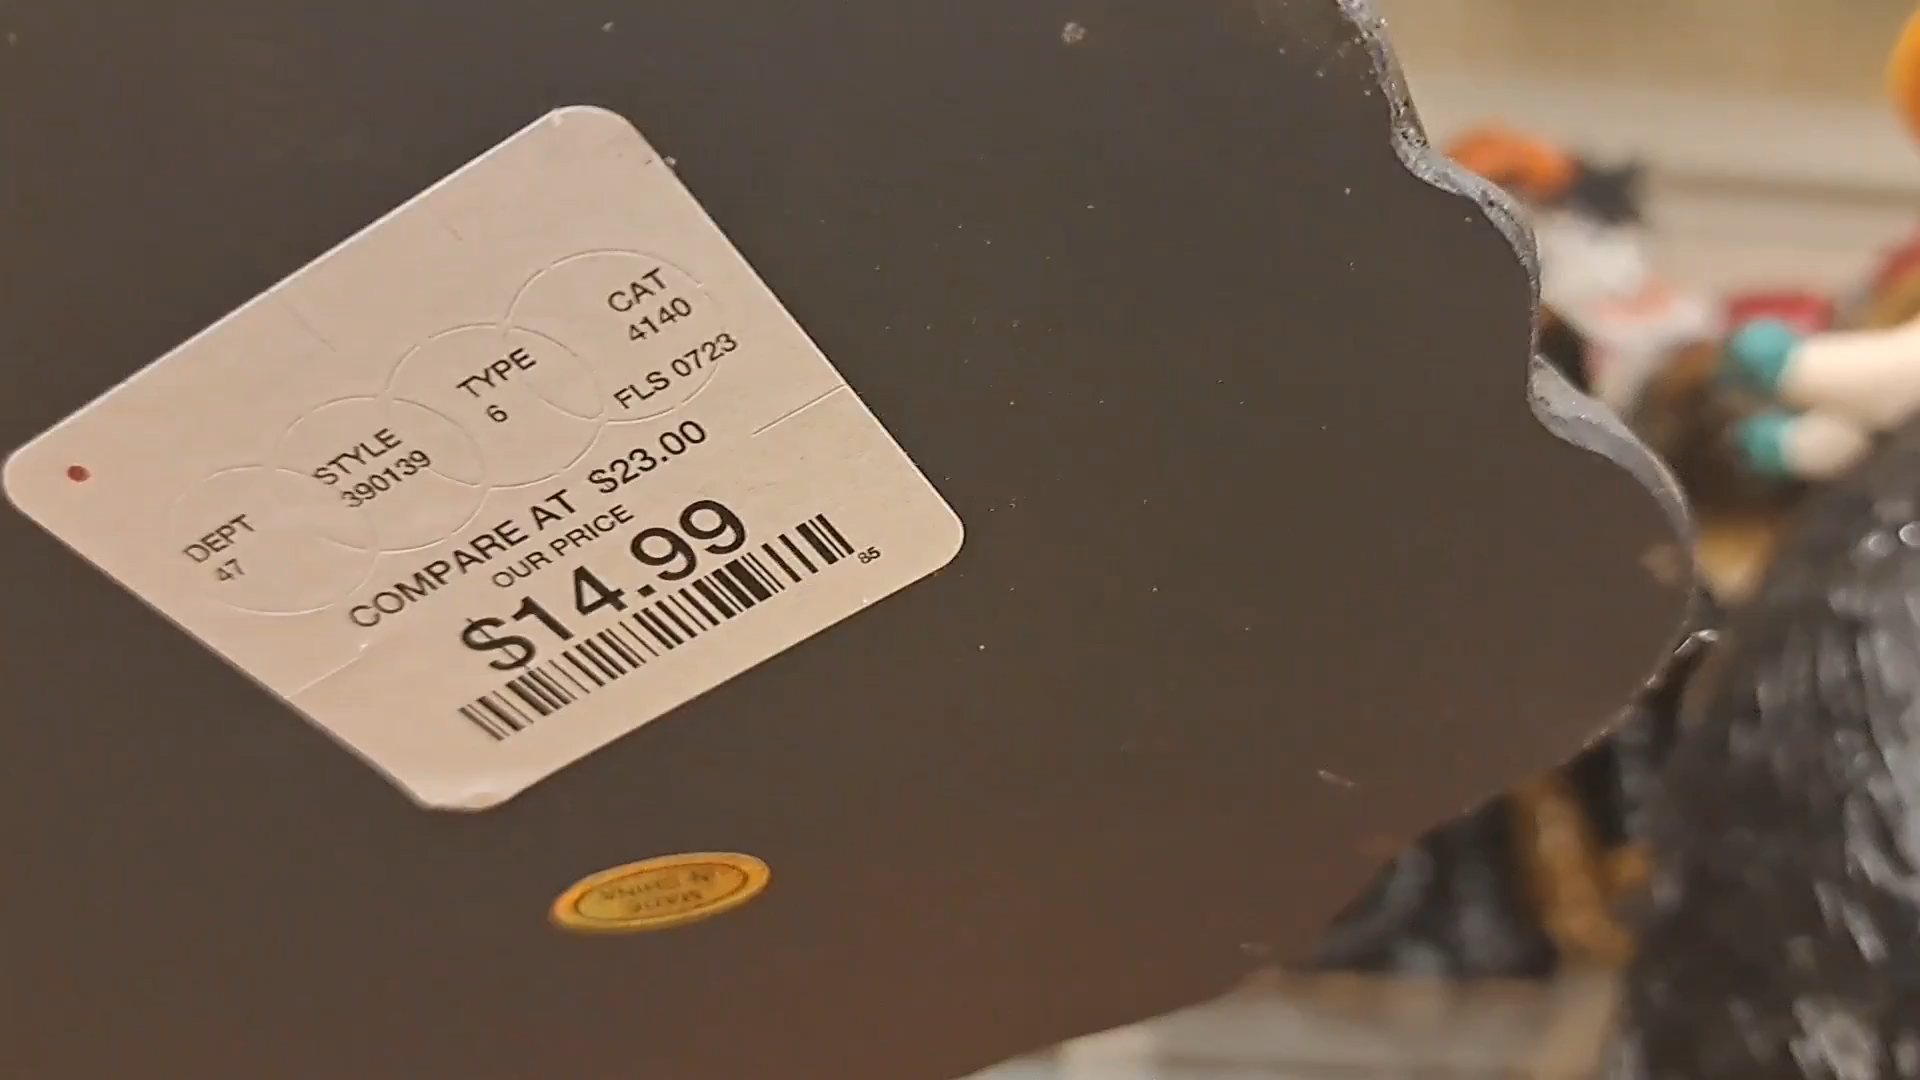 DEPT
47
STYLE
390139
TYPE
6
CAT
4140
FLS 0723
COMPARE AT $23.00
OUR PRICE
$14.99
85
MADE
IN CHINA